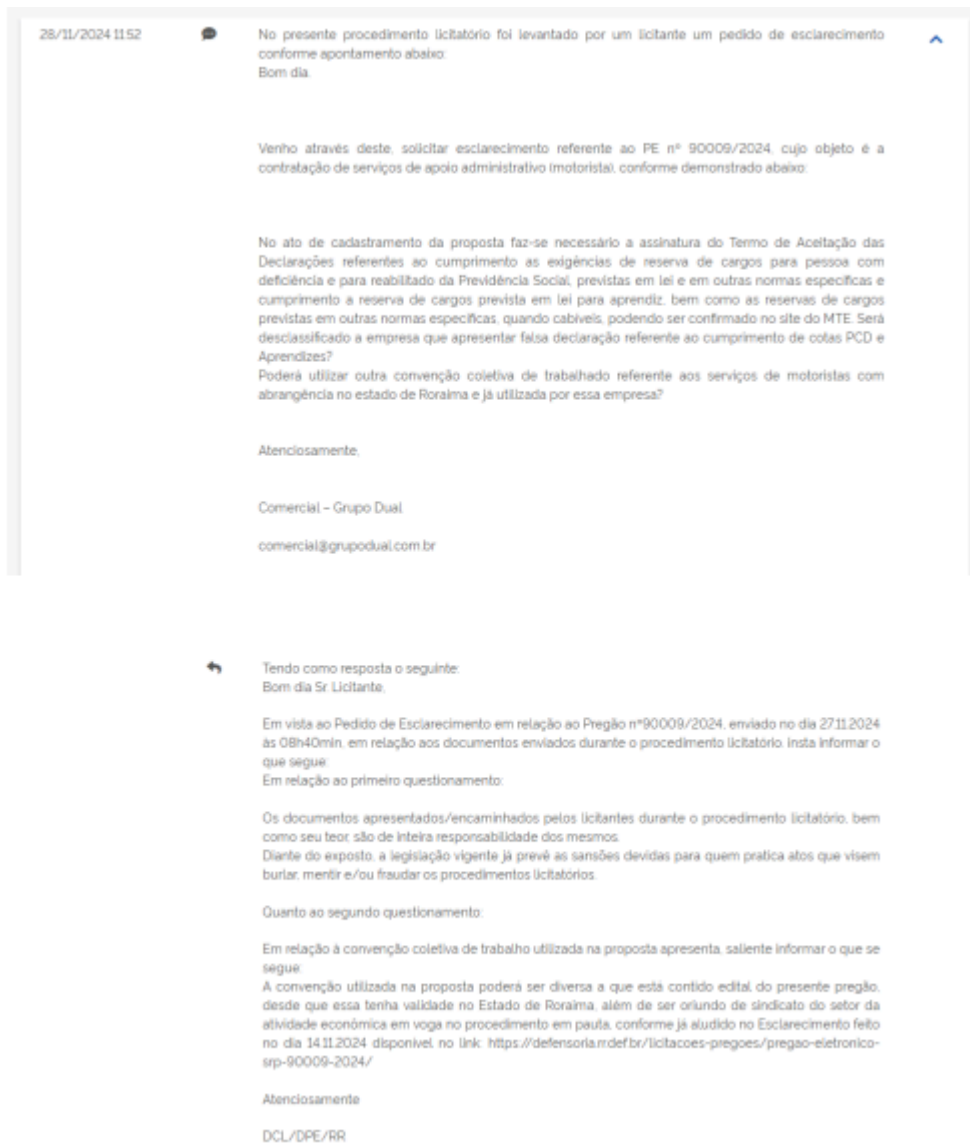 28/11/2024 11:52
No presente procedimento licitatório foi levantado por um licitante um pedido de esclarecimento
conforme apontamento abaixo:
Bom dia.
Venho através deste, solicitar esclarecimento referente ao PE nº 90009/2024, cujo objeto é a
contratação de serviços de apoio administrativo (motorista), conforme demonstrado abaixo:
No ato de cadastramento da proposta faz-se necessário a assinatura do Termo de Aceitação das
Declarações referentes ao cumprimento as exigências de reserva de cargos para pessoa com
deficiência e para reabilitado da Previdência Social, previstas em lei e em outras normas específicas e
cumprimento a reserva de cargos prevista em lei para aprendiz, bem como as reservas de cargos
previstas em outras normas específicas, quando cabíveis, podendo ser confirmado no site do MTE. Será
desclassificado a empresa que apresentar falsa declaração referente ao cumprimento de cotas PCD e
Aprendizes?
Poderá utilizar outra convenção coletiva de trabalhado referente aos serviços de motoristas com
abrangência no estado de Roraima e já utilizada por essa empresa?
Atenciosamente,
Comercial – Grupo Dual
comercial@grupodual.com.br
Tendo como resposta o seguinte:
Bom dia Sr. Licitante,
Em vista ao Pedido de Esclarecimento em relação ao Pregão nº90009/2024, enviado no dia 27.11.2024
às 08h40min, em relação aos documentos enviados durante o procedimento licitatório, insta informar o
que segue:
Em relação ao primeiro questionamento:
Os documentos apresentados/encaminhados pelos licitantes durante o procedimento licitatório, bem
como seu teor, são de inteira responsabilidade dos mesmos.
Diante do exposto, a legislação vigente já prevê as sansões devidas para quem pratica atos que visem
burlar, mentir e/ou fraudar os procedimentos licitatórios.
Quanto ao segundo questionamento:
Em relação à convenção coletiva de trabalho utilizada na proposta apresenta, saliente informar o que se
segue:
A convenção utilizada na proposta poderá ser diversa a que está contido edital do presente pregão,
desde que essa tenha validade no Estado de Roraima, além de ser oriundo de sindicato do setor da
atividade econômica em voga no procedimento em pauta, conforme já aludido no Esclarecimento feito
no dia 14.11.2024 disponível no link: https://defensoria.rr.def.br/licitacoes-pregoes/pregao-eletronico-
srp-90009-2024/
Atenciosamente
DCL/DPE/RR